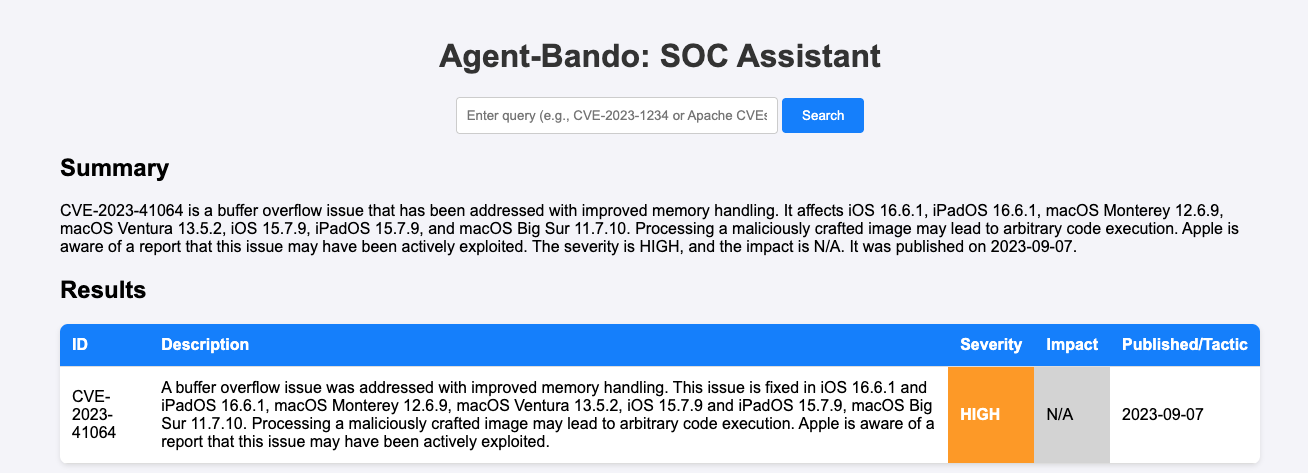 Agent-Bando: SOC Assistant
Enter query (e.g., CVE-2023-1234 or Apache CVEs
Search
Summary
CVE-2023-41064 is a buffer overflow issue that has been addressed with improved memory handling. It affects iOS 16.6.1, iPadOS 16.6.1, macOS Monterey 12.6.9,
macOS Ventura 13.5.2, iOS 15.7.9, iPadOS 15.7.9, and macOS Big Sur 11.7.10. Processing a maliciously crafted image may lead to arbitrary code execution. Apple is
aware of a report that this issue may have been actively exploited. The severity is HIGH, and the impact is N/A. It was published on 2023-09-07.
Results
ID Description Severity Impact Published/Tactic
CVE-
2023-
41064
A buffer overflow issue was addressed with improved memory handling. This issue is fixed in iOS 16.6.1 and
iPadOS 16.6.1, macOS Monterey 12.6.9, macOS Ventura 13.5.2, iOS 15.7.9 and iPadOS 15.7.9, macOS Big
Sur 11.7.10. Processing a maliciously crafted image may lead to arbitrary code execution. Apple is aware of a
report that this issue may have been actively exploited.
HIGH
N/A
2023-09-07